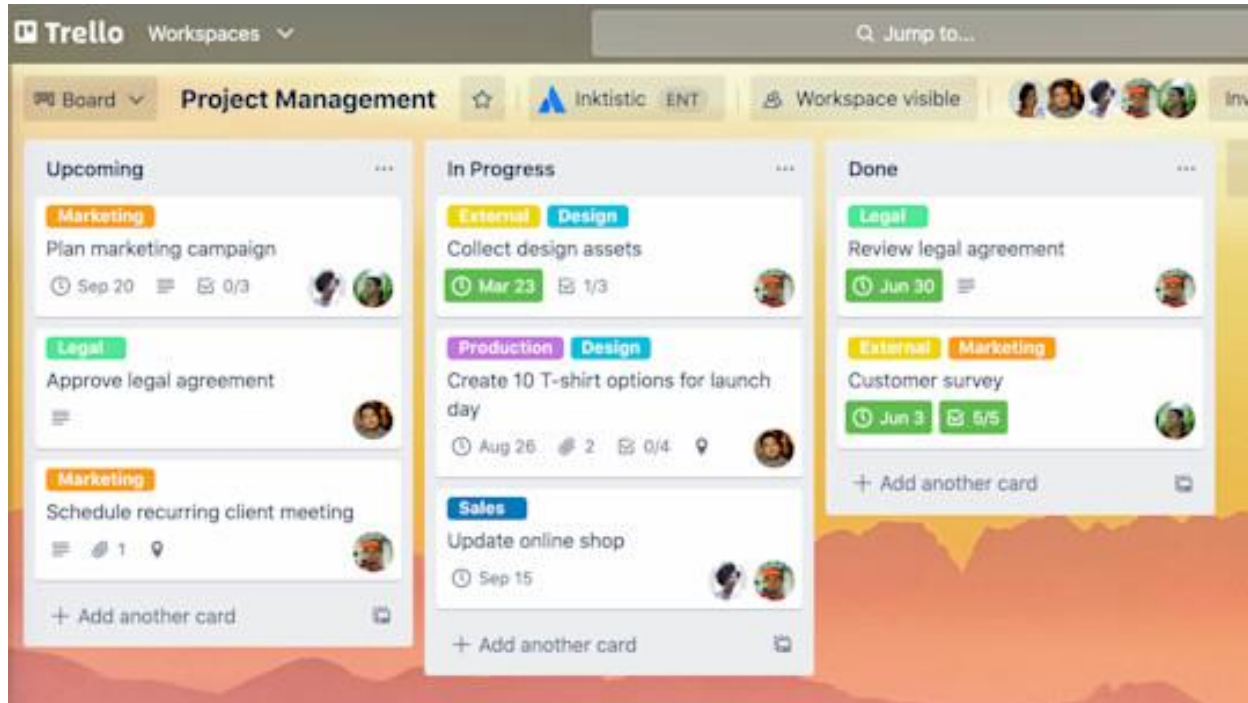 Trello Workspaces Jump to...
Board Project Management Inktistic ENT Workspace visible
Upcoming
Marketing
Plan marketing campaign
Sep 20 0/3
Legal
Approve legal agreement
Marketing
Schedule recurring client meeting
1
+ Add another card
In Progress
External Design
Collect design assets
Mar 23 1/3
Production Design
Create 10 T-shirt options for launch
day
Aug 26 2 0/4
Sales
Update online shop
Sep 15
+ Add another card
Done
Legal
Review legal agreement
Jun 30
External Marketing
Customer survey
Jun 3 5/5
+ Add another card